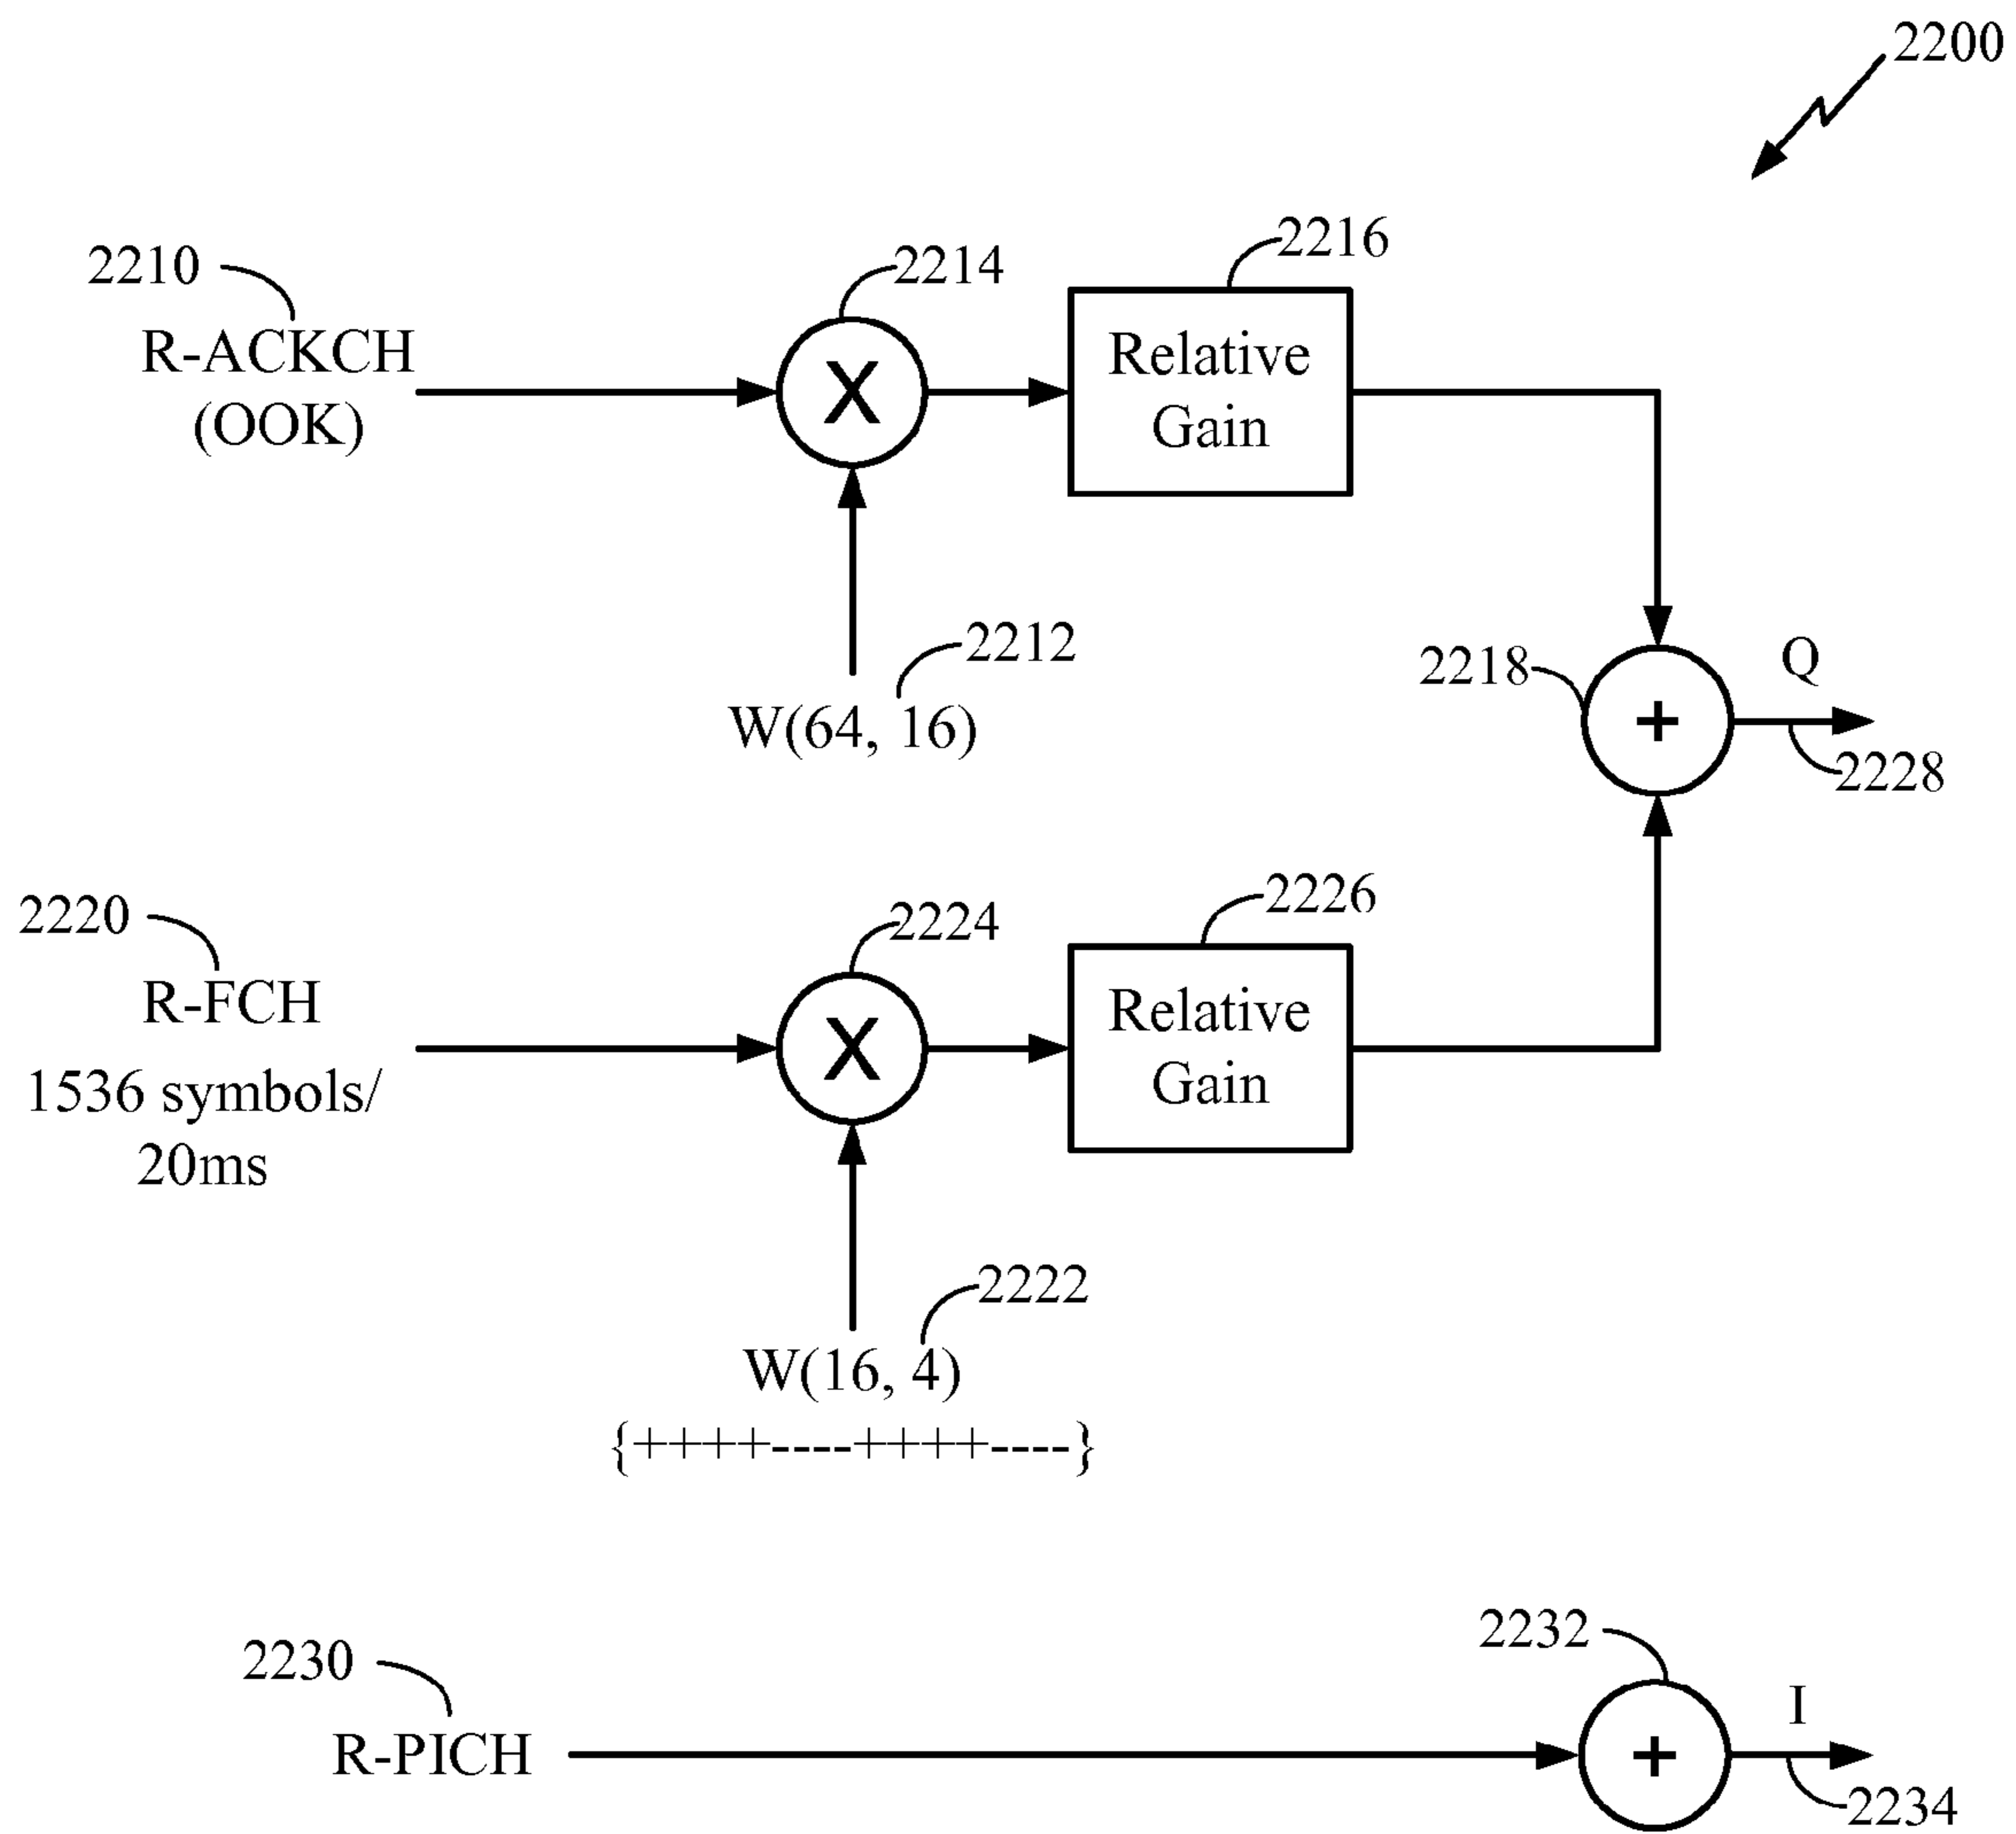 2200
2210
2214
2216
R-ACKCH
(OOK)
X
Relative
Gain
2212
W(64, 16)
2218
+
Q
2228
2220
2224
2226
R-FCH
1536 symbols/
20ms
X
Relative
Gain
2222
W(16, 4)
{++++----++++----}
2230
R-PICH
2232
+
I
2234